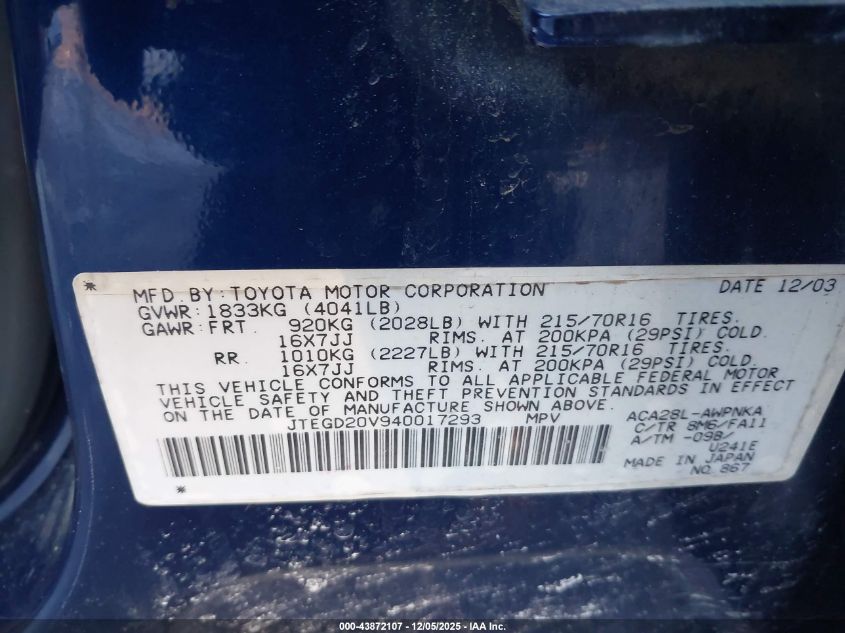 * MFD. BY: TOYOTA MOTOR CORPORATION DATE 12/03
GVWR: 1833KG (4041LB)
GAWR: FRT. 920KG (2028LB) WITH 215/70R16 TIRES.
16X7JJ RIMS. AT 200KPA (29PSI) COLD.
RR. 1010KG (2227LB) WITH 215/70R16 TIRES.
16X7JJ RIMS. AT 200KPA (29PSI) COLD.
THIS VEHICLE CONFORMS TO ALL APPLICABLE FEDERAL MOTOR
VEHICLE SAFETY AND THEFT PREVENTION STANDARDS IN EFFECT
ON THE DATE OF MANUFACTURE SHOWN ABOVE.
JTEGD20V940017293 MPV
ACA28L-AWPNKA
C/TR 8M6/FA11
A/TM -09B/
U241E
MADE IN JAPAN
NO. 867
*
000-43872107 - 12/05/2025 - IAA Inc.